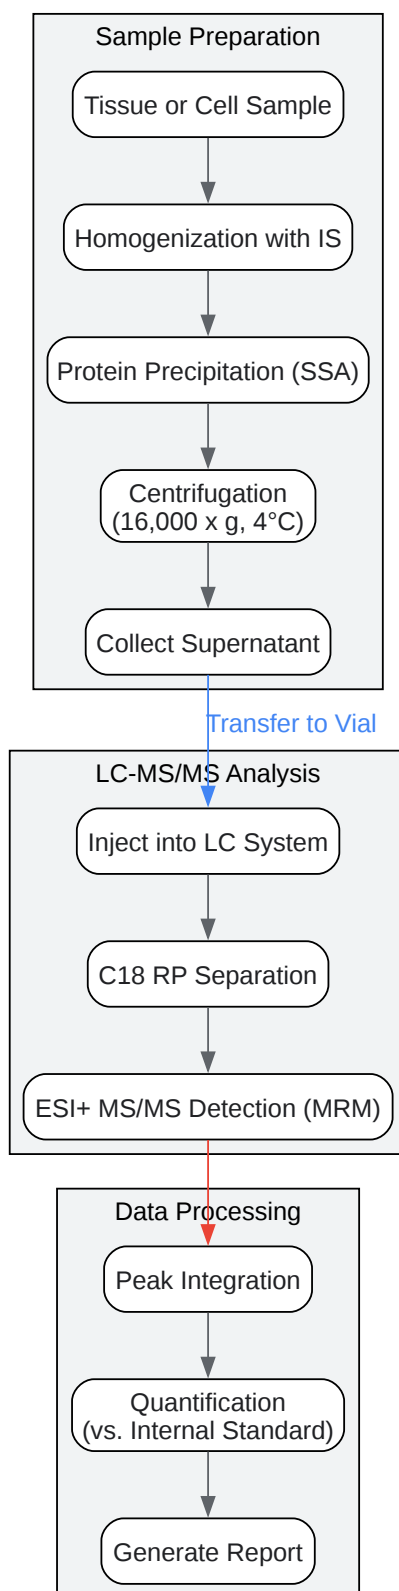 Sample Preparation
Tissue or Cell Sample
Homogenization with IS
Protein Precipitation (SSA)
Centrifugation
(16,000 x g, 4°C)
Collect Supernatant
Transfer to Vial
LC-MS/MS Analysis
Inject into LC System
C18 RP Separation
ESI+ MS/MS Detection (MRM)
Data Processing
Peak Integration
Quantification
(vs. Internal Standard)
Generate Report